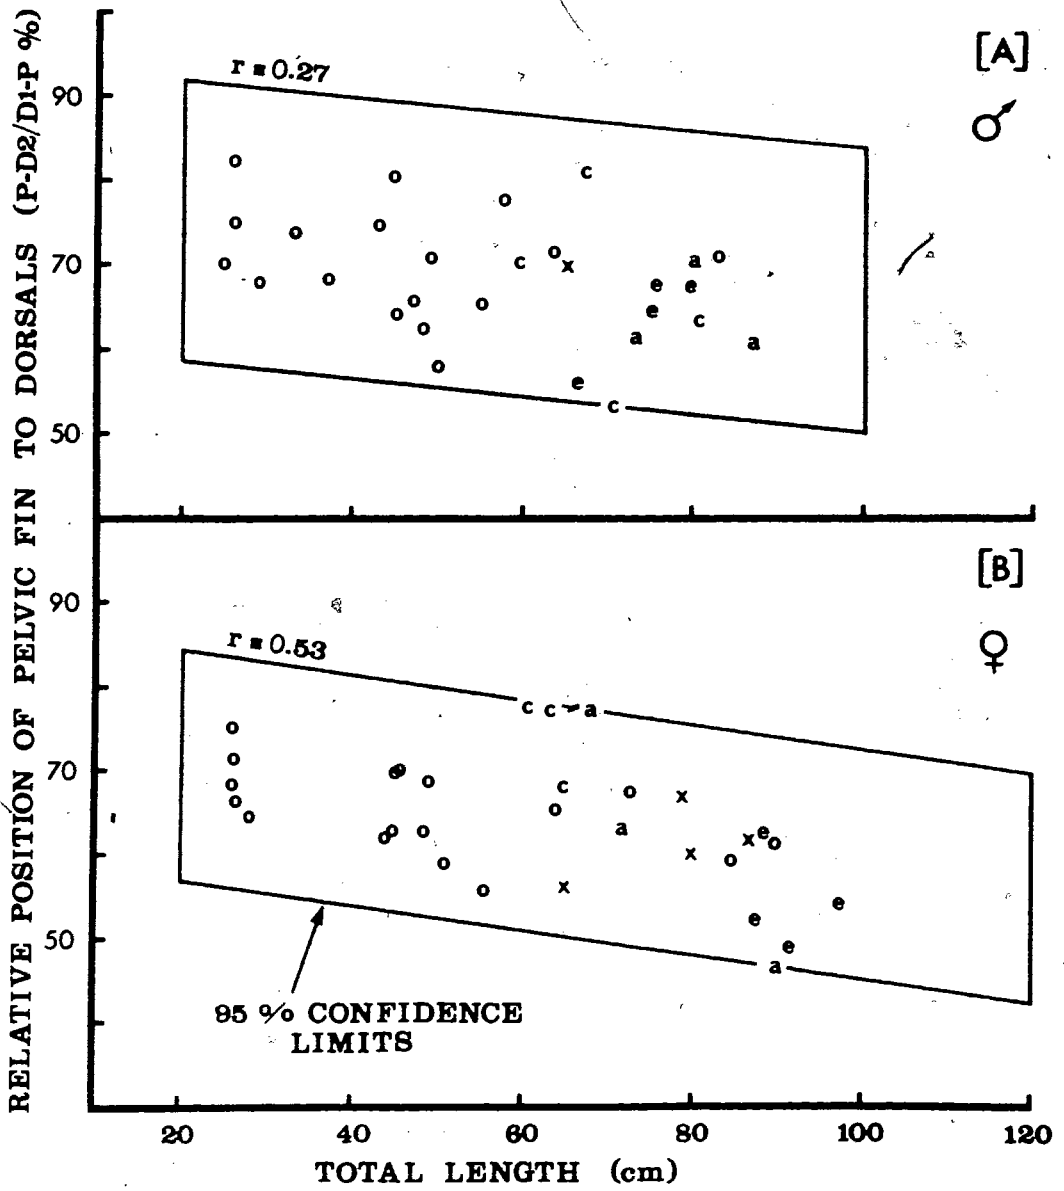 RELATIVE POSITION OF PELVIC FIN TO DORSALS (P-D2/D1-P %)
[A]
♂
r = 0.27
90
70
50
[B]
♀
r = 0.53
90
70
50
95 % CONFIDENCE
LIMITS
20 40 60 80 100 120
TOTAL LENGTH (cm)